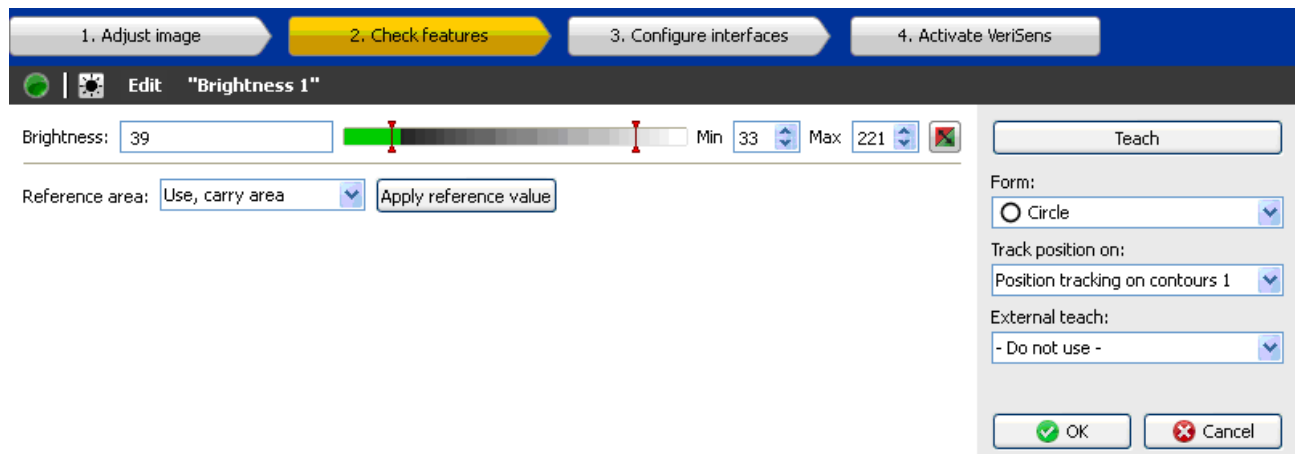 1. Adjust image 2. Check features 3. Configure interfaces 4. Activate VeriSens
Edit "Brightness 1"
Brightness: 39 Min 33 Max 221
Teach
Reference area: Use, carry area Apply reference value
Form:
Circle
Track position on:
Position tracking on contours 1
External teach:
- Do not use -
OK Cancel